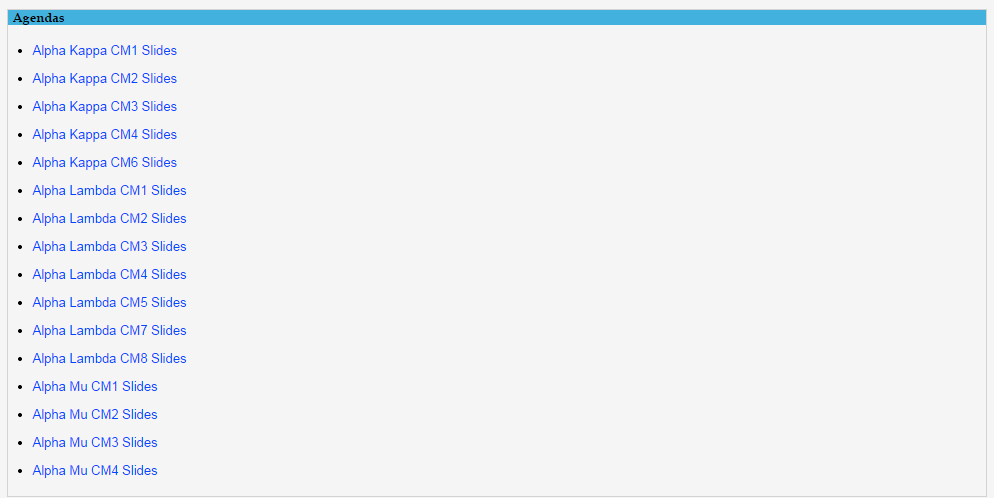 Agendas
Alpha Kappa CM1 Slides
Alpha Kappa CM2 Slides
Alpha Kappa CM3 Slides
Alpha Kappa CM4 Slides
Alpha Kappa CM6 Slides
Alpha Lambda CM1 Slides
Alpha Lambda CM2 Slides
Alpha Lambda CM3 Slides
Alpha Lambda CM4 Slides
Alpha Lambda CM5 Slides
Alpha Lambda CM7 Slides
Alpha Lambda CM8 Slides
Alpha Mu CM1 Slides
Alpha Mu CM2 Slides
Alpha Mu CM3 Slides
Alpha Mu CM4 Slides